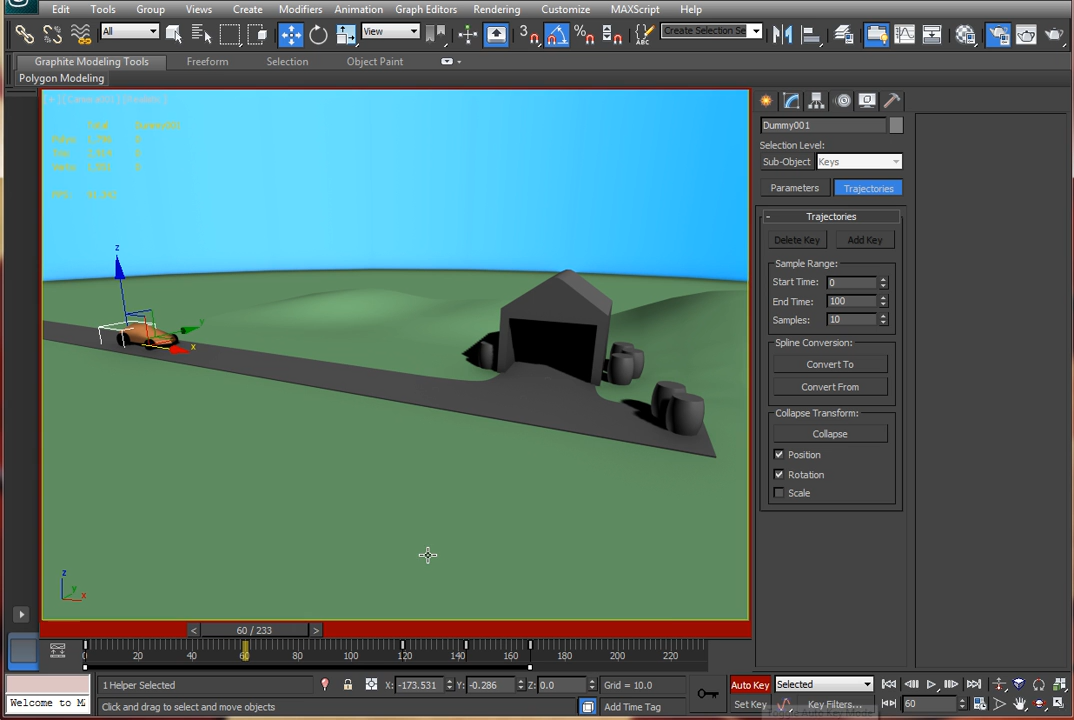 Edit Tools Group Views Create Modifiers Animation Graph Editors Rendering Customize MAXScript Help
All View 3 Create Selection Se
Graphite Modeling Tools Freeform Selection Object Paint
Polygon Modeling
Dummy001
Selection Level:
Sub-Object Keys
Parameters Trajectories
- Trajectories
Delete Key Add Key
Sample Range:
Start Time: 0
End Time: 100
Samples: 10
Spline Conversion:
Convert To
Convert From
Collapse Transform:
Collapse
Position
Rotation
Scale
z
y
x
z
y
x
< 60 / 233 >
0 20 40 60 80 100 120 140 160 180 200 220
1 Helper Selected X: -173.531 Y: -0.286 Z: 0.0 Grid = 10.0 Auto Key Selected
Welcome to M Click and drag to select and move objects Add Time Tag Set Key Key Filters... 60